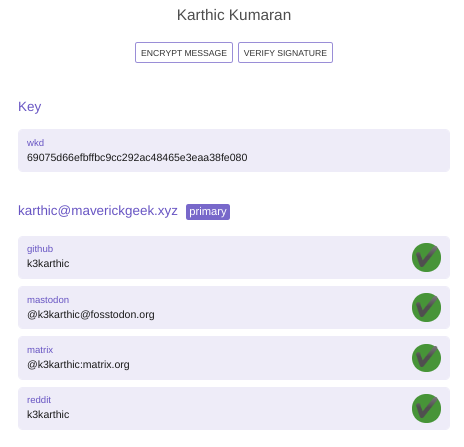 Karthic Kumaran
ENCRYPT MESSAGE VERIFY SIGNATURE
Key
wkd
69075d66efbffbc9cc292ac48465e3eaa38fe080
karthic@maverickgeek.xyz primary
github
k3karthic
mastodon
@k3karthic@fosstodon.org
matrix
@k3karthic:matrix.org
reddit
k3karthic